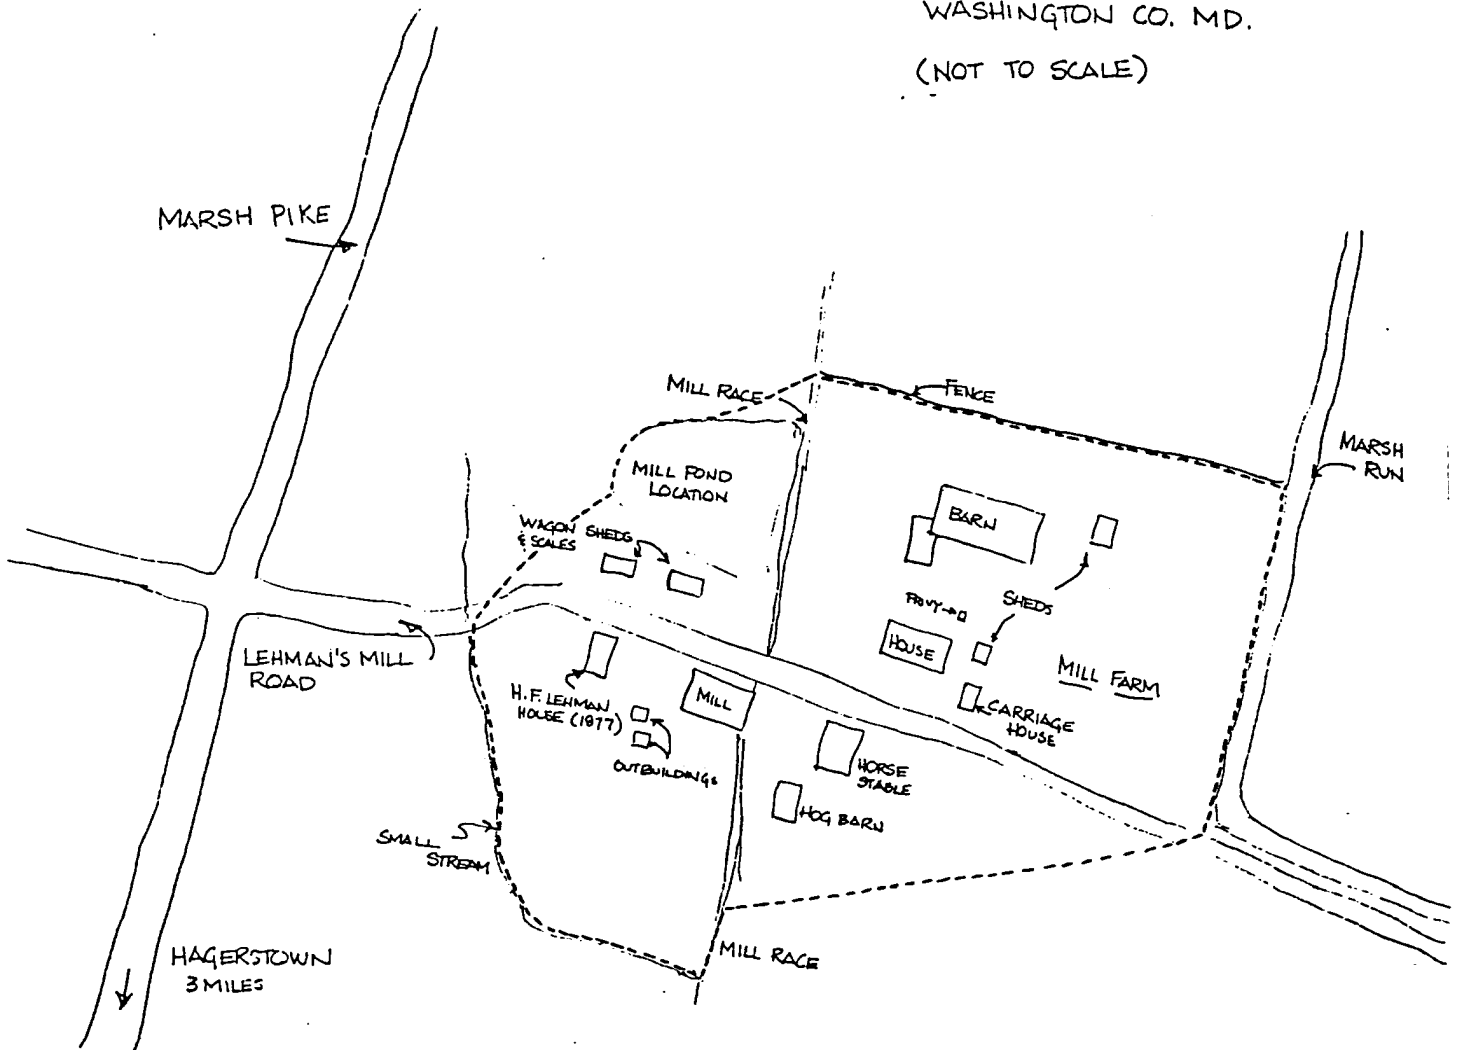 WASHINGTON CO. MD.
(NOT TO SCALE)
MARSH PIKE
MILL RACE
FENCE
MARSH
RUN
MILL POND
LOCATION
BARN
WAGON SHEDS
& SCALES
PRIVY
SHEDS
HOUSE
MILL FARM
LEHMAN'S MILL
ROAD
H.F. LEHMAN
HOUSE (1877)
MILL
CARRIAGE
HOUSE
OUTBUILDINGS
HORSE
STABLE
HOG BARN
SMALL
STREAM
HAGERSTOWN
3 MILES
MILL RACE